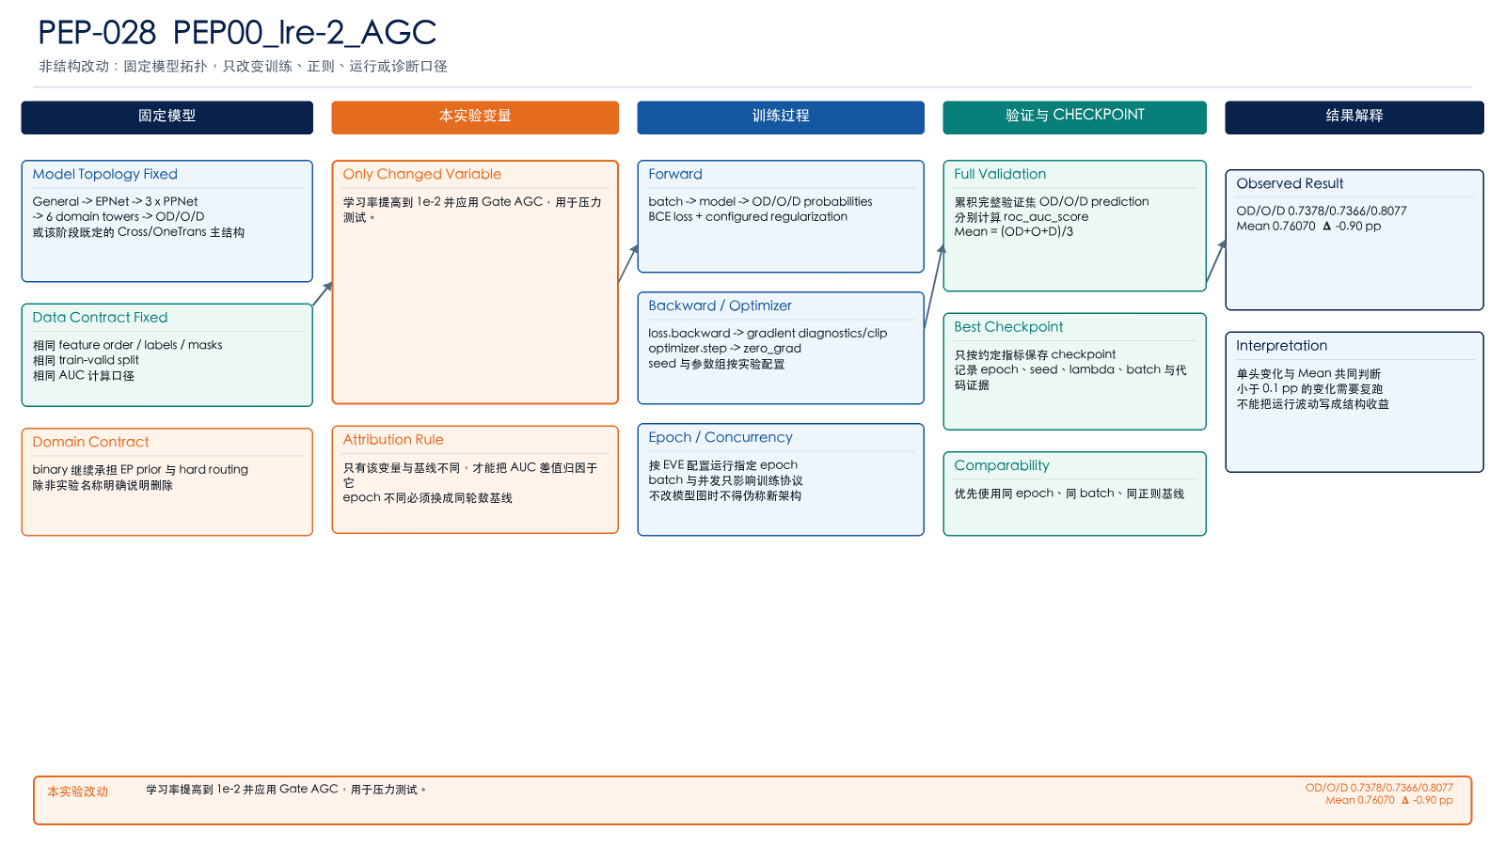 PEP-028 PEP00_lre-2_AGC
非结构改动：固定模型拓扑，只改变训练、正则、运行或诊断口径
固定模型
Model Topology Fixed
General -> EPNet -> 3 x PPNet
-> 6 domain towers -> OD/O/D
或该阶段既定的 Cross/OneTrans 主结构
Data Contract Fixed
相同 feature order / labels / masks
相同 train-valid split
相同 AUC 计算口径
Domain Contract
binary 继续承担 EP prior 与 hard routing
除非实验名称明确说明删除
本实验变量
Only Changed Variable
学习率提高到 1e-2 并应用 Gate AGC，用于压力
测试。
Attribution Rule
只有该变量与基线不同，才能把 AUC 差值归因于
它
epoch 不同必须换成同轮数基线
训练过程
Forward
batch -> model -> OD/O/D probabilities
BCE loss + configured regularization
Backward / Optimizer
loss.backward -> gradient diagnostics/clip
optimizer.step -> zero_grad
seed 与参数组按实验配置
Epoch / Concurrency
按 EVE 配置运行指定 epoch
batch 与并发只影响训练协议
不改模型图时不得伪称新架构
验证与 CHECKPOINT
Full Validation
累积完整验证集 OD/O/D prediction
分别计算 roc_auc_score
Mean = (OD+O+D)/3
Best Checkpoint
只按约定指标保存 checkpoint
记录 epoch、seed、lambda、batch 与代
码证据
Comparability
优先使用同 epoch、同 batch、同正则基线
结果解释
Observed Result
OD/O/D 0.7378/0.7366/0.8077
Mean 0.76070 Δ -0.90 pp
Interpretation
单头变化与 Mean 共同判断
小于 0.1 pp 的变化需要复跑
不能把运行波动写成结构收益
本实验改动
学习率提高到 1e-2 并应用 Gate AGC，用于压力测试。
OD/O/D 0.7378/0.7366/0.8077
Mean 0.76070 Δ -0.90 pp